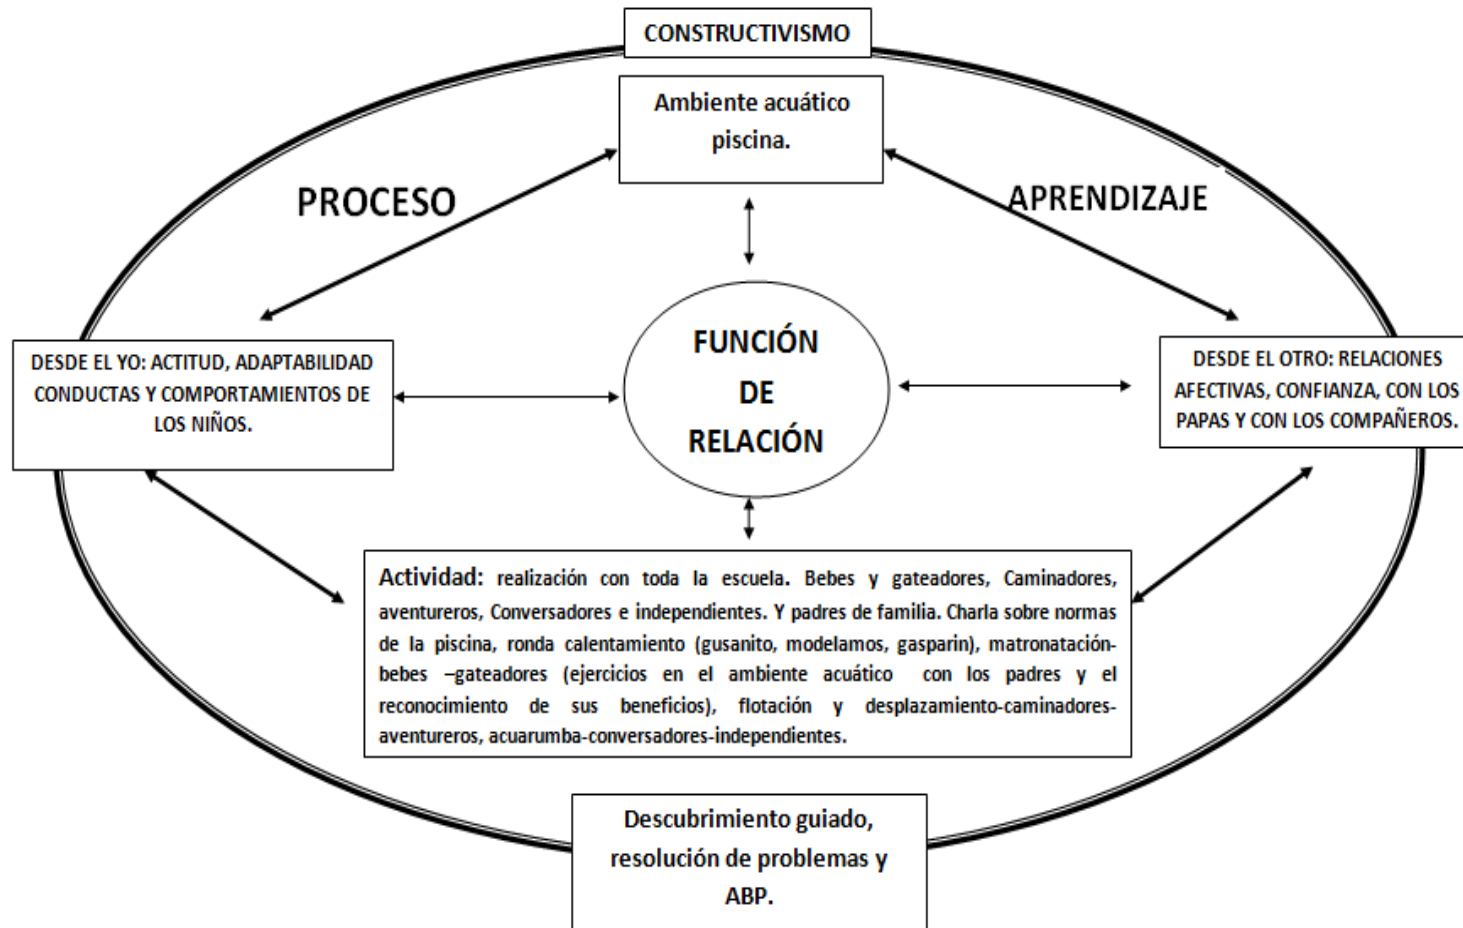 CONSTRUCTIVISMO
Ambiente acuático
piscina.
PROCESO
APRENDIZAJE
FUNCIÓN
DE
RELACIÓN
DESDE EL YO: ACTITUD, ADAPTABILIDAD
CONDUCTAS Y COMPORTAMIENTOS DE
LOS NIÑOS.
DESDE EL OTRO: RELACIONES
AFECTIVAS, CONFIANZA, CON LOS
PAPAS Y CON LOS COMPAÑEROS.
Actividad: realización con toda la escuela. Bebes y gateadores, Caminadores,
aventureros, Conversadores e independientes. Y padres de familia. Charla sobre normas
de la piscina, ronda calentamiento (gusanito, modelamos, gasparin), matronatación-
bebes –gateadores (ejercicios en el ambiente acuático con los padres y el
reconocimiento de sus beneficios), flotación y desplazamiento-caminadores-
aventureros, acuarumba-conversadores-independientes.
Descubrimiento guiado,
resolución de problemas y
ABP.